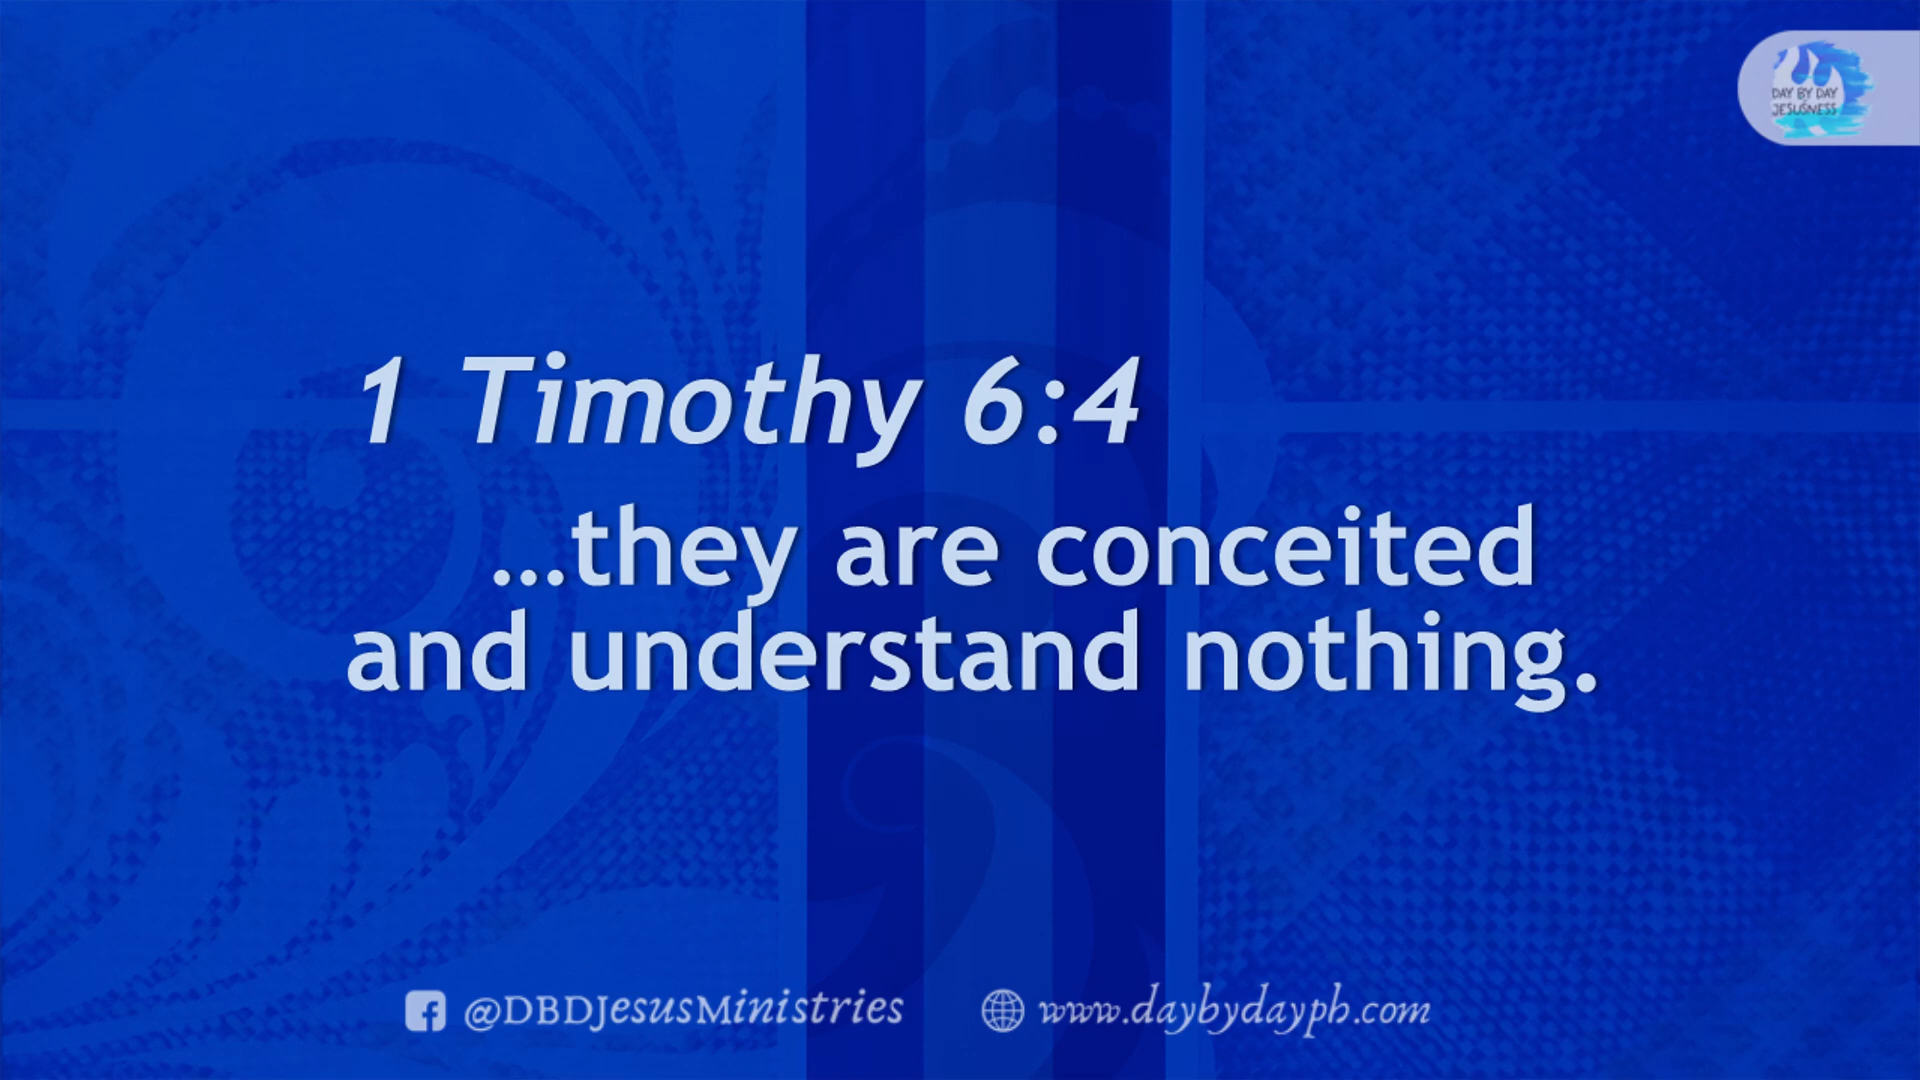 DAY BY DAY
JESUSNESS
1 Timothy 6:4
...they are conceited
and understand nothing.
@DBDJesusMinistries
www.daybydayph.com